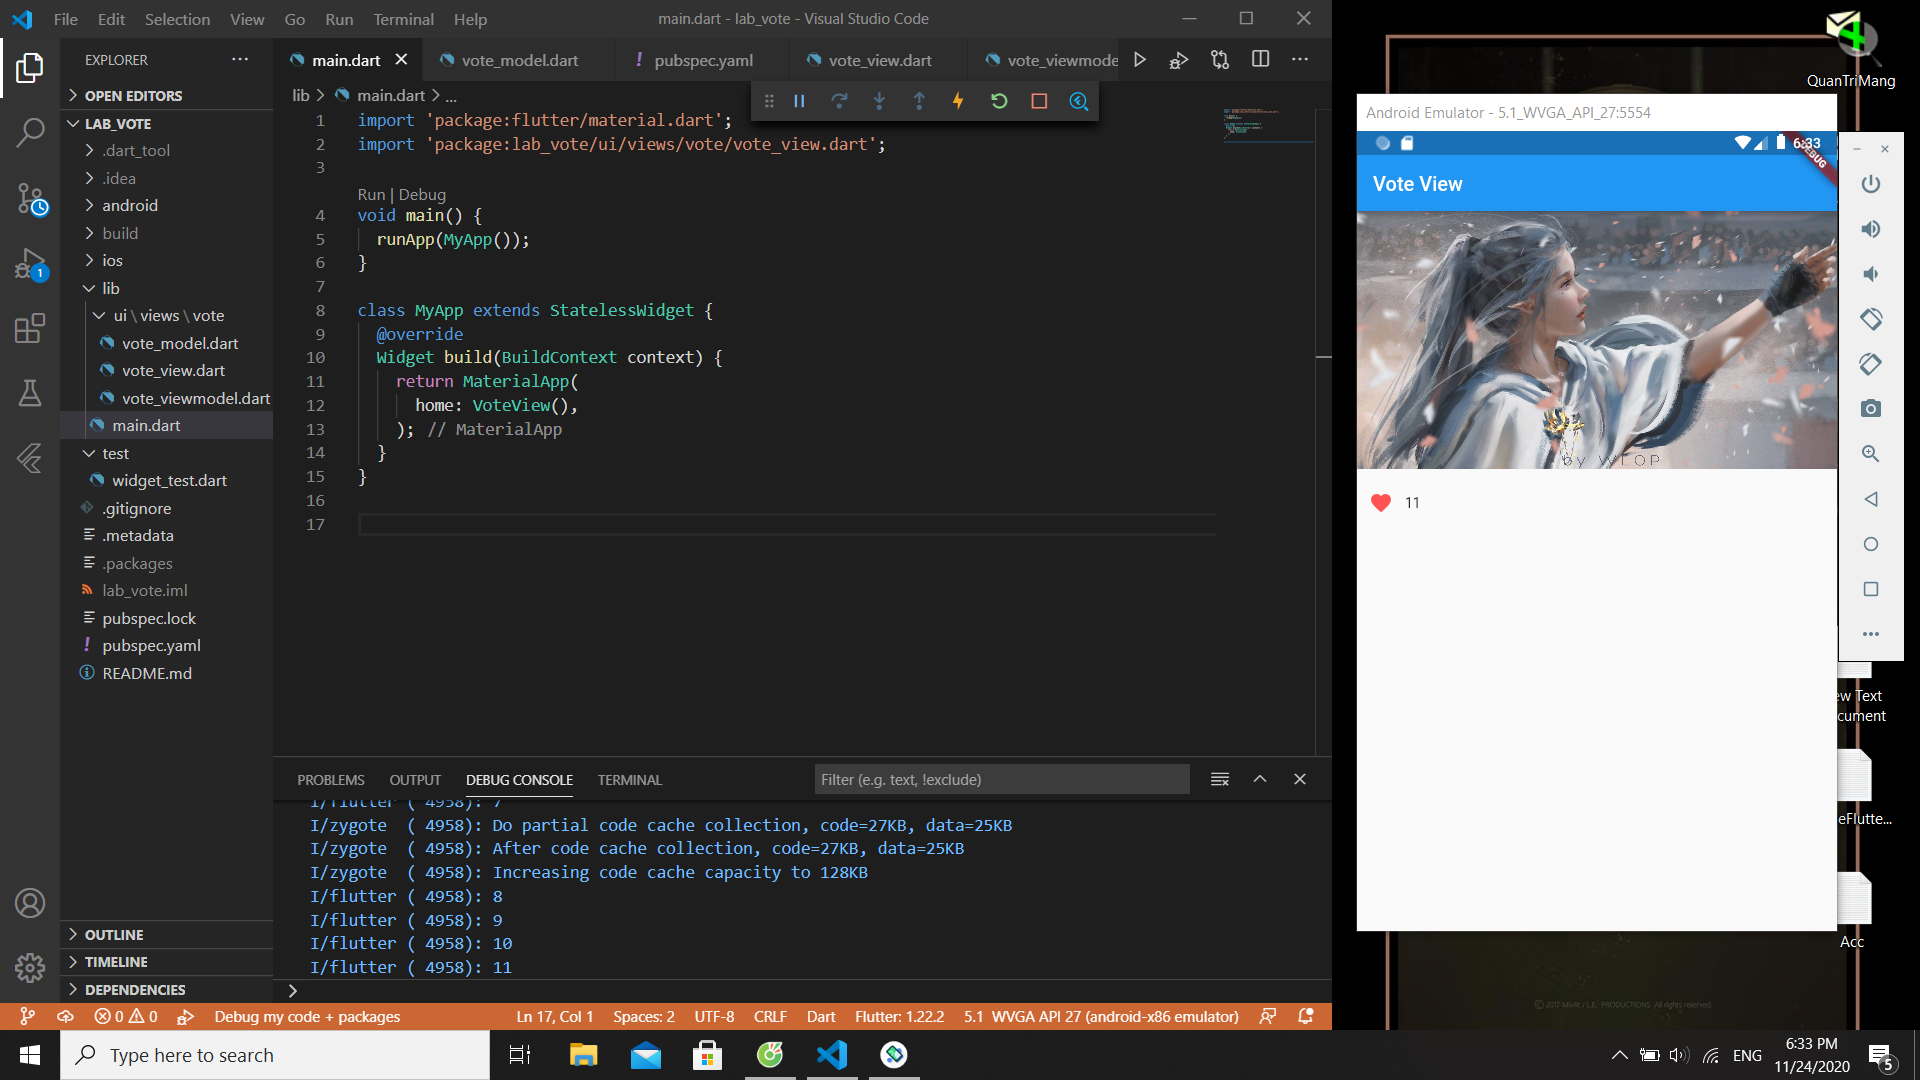 File Edit Selection View Go Run Terminal Help
main.dart - lab_vote - Visual Studio Code
EXPLORER
OPEN EDITORS
LAB_VOTE
.dart_tool
.idea
android
build
ios
lib
ui \ views \ vote
vote_model.dart
vote_view.dart
vote_viewmodel.dart
main.dart
test
widget_test.dart
.gitignore
.metadata
.packages
lab_vote.iml
pubspec.lock
! pubspec.yaml
README.md
OUTLINE
TIMELINE
DEPENDENCIES
1
main.dart vote_model.dart ! pubspec.yaml vote_view.dart vote_viewmode
lib > main.dart > ...
1 import 'package:flutter/material.dart';
2 import 'package:lab_vote/ui/views/vote/vote_view.dart';
3
Run | Debug
4 void main() {
5 runApp(MyApp());
6 }
7
8 class MyApp extends StatelessWidget {
9 @override
10 Widget build(BuildContext context) {
11 return MaterialApp(
12 home: VoteView(),
13 ); // MaterialApp
14 }
15 }
16
17
PROBLEMS OUTPUT DEBUG CONSOLE TERMINAL
Filter (e.g. text, !exclude)
I/flutter ( 4958): 7
I/zygote ( 4958): Do partial code cache collection, code=27KB, data=25KB
I/zygote ( 4958): After code cache collection, code=27KB, data=25KB
I/zygote ( 4958): Increasing code cache capacity to 128KB
I/flutter ( 4958): 8
I/flutter ( 4958): 9
I/flutter ( 4958): 10
I/flutter ( 4958): 11
0 0 Debug my code + packages
Ln 17, Col 1 Spaces: 2 UTF-8 CRLF Dart Flutter: 1.22.2 5.1 WVGA API 27 (android-x86 emulator)
QuanTriMang
Android Emulator - 5.1_WVGA_API_27:5554
6:33
DEBUG
Vote View
by WLOP
11
ew Text
cument
eFlutte...
Acc
© 2017 MivIt / L.E. PRODUCTIONS All rights reserved.
Type here to search
ENG
6:33 PM
11/24/2020
5